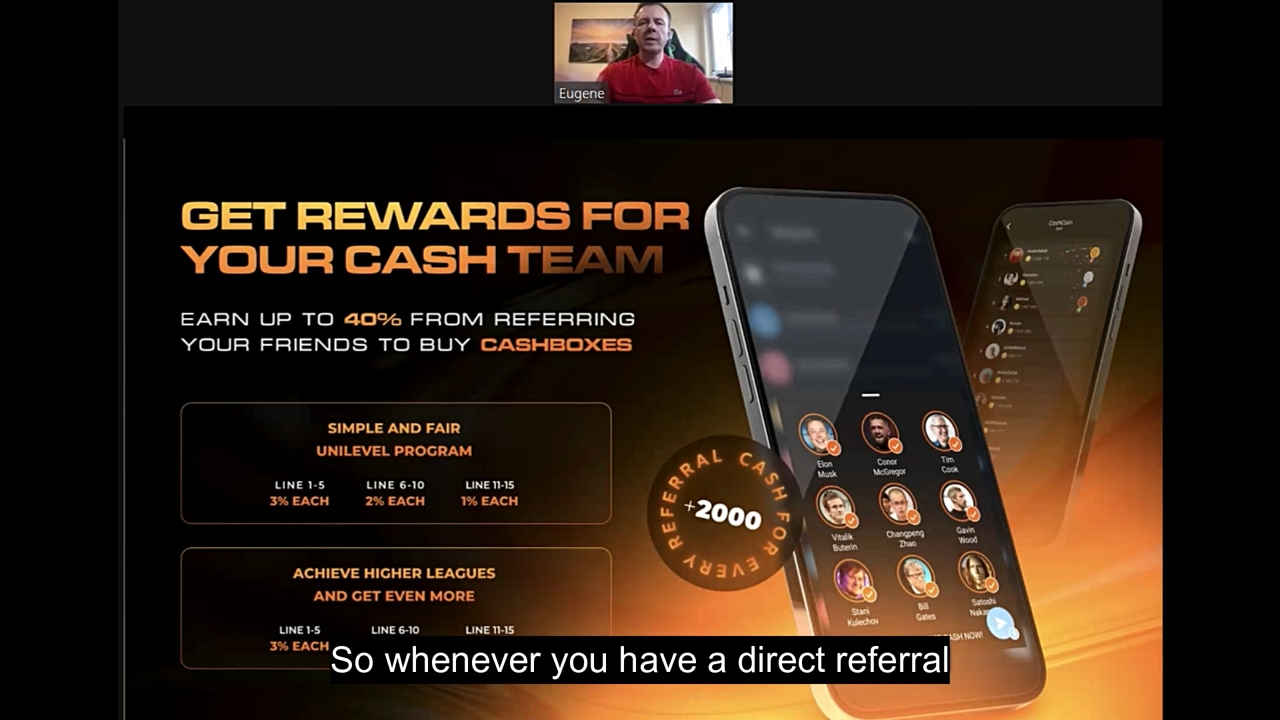 Eugene
GET REWARDS FOR
YOUR CASH TEAM
EARN UP TO 40% FROM REFERRING
YOUR FRIENDS TO BUY CASHBOXES
SIMPLE AND FAIR
UNILEVEL PROGRAM
LINE 1-5 LINE 6-10 LINE 11-15
3% EACH 2% EACH 1% EACH
ACHIEVE HIGHER LEAGUES
AND GET EVEN MORE
LINE 1-5 LINE 6-10 LINE 11-15
3% EACH
REFERRAL CASH FOR EVERY
+2000
CashCoin
Elon
Musk
Conor
McGregor
Tim
Cook
Vitalik
Buterin
Changpeng
Zhao
Gavin
Wood
Stani
Kulechov
Bill
Gates
Satoshi
CASH NOW!
So whenever you have a direct referral